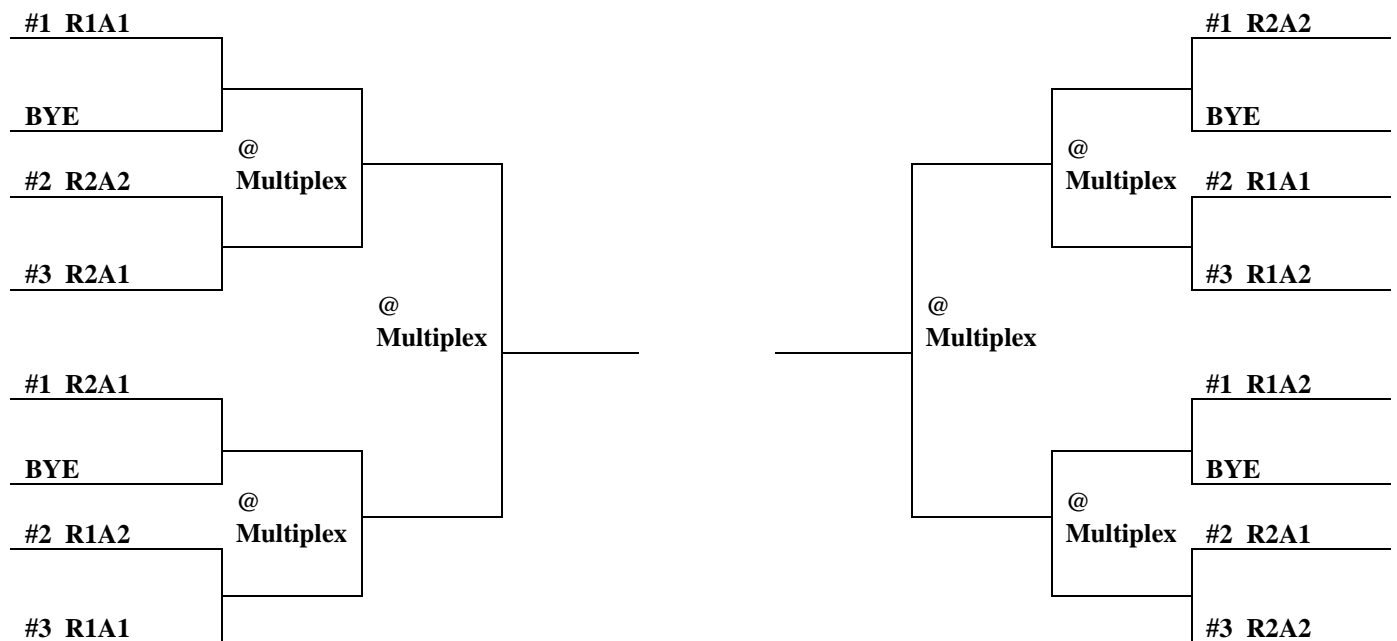 #1 R1A1
BYE
@
Multiplex
#2 R2A2
#3 R2A1
@
Multiplex
#1 R2A1
BYE
@
Multiplex
#2 R1A2
#3 R1A1
#1 R2A2
BYE
@
Multiplex
#2 R1A1
#3 R1A2
@
Multiplex
#1 R1A2
BYE
@
Multiplex
#2 R2A1
#3 R2A2